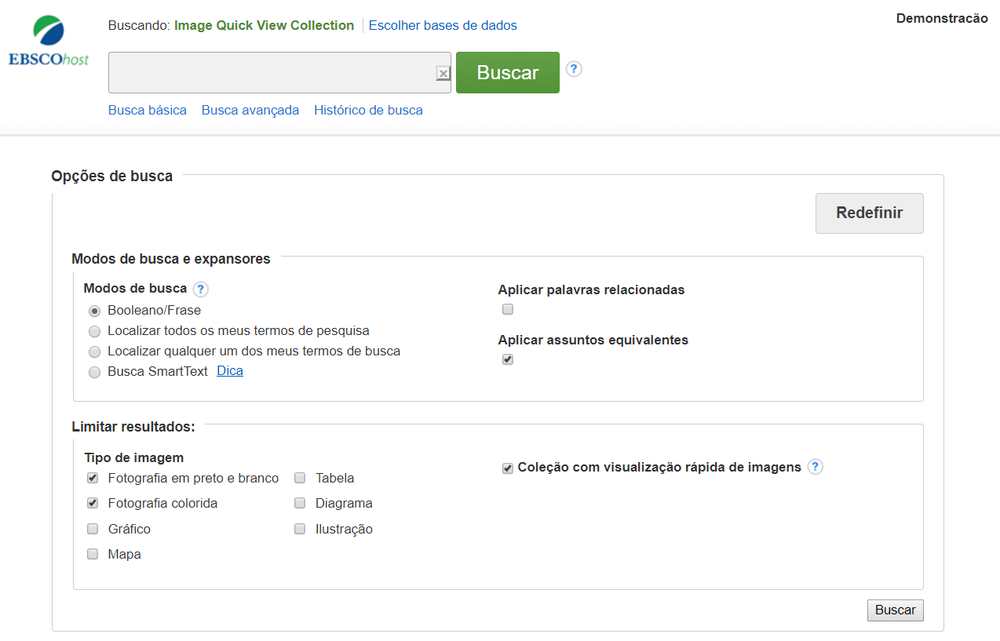 Demonstracão
Buscando: Image Quick View Collection Escolher bases de dados
EBSCOhost
Buscar ?
Busca básica Busca avançada Histórico de busca
Opções de busca
Redefinir
Modos de busca e expansores
Modos de busca ?
Booleano/Frase
Localizar todos os meus termos de pesquisa
Localizar qualquer um dos meus termos de busca
Busca SmartText Dica
Aplicar palavras relacionadas
Aplicar assuntos equivalentes
Limitar resultados:
Tipo de imagem
Fotografia em preto e branco Tabela
Fotografia colorida Diagrama
Gráfico Ilustração
Mapa
Coleção com visualização rápida de imagens ?
Buscar